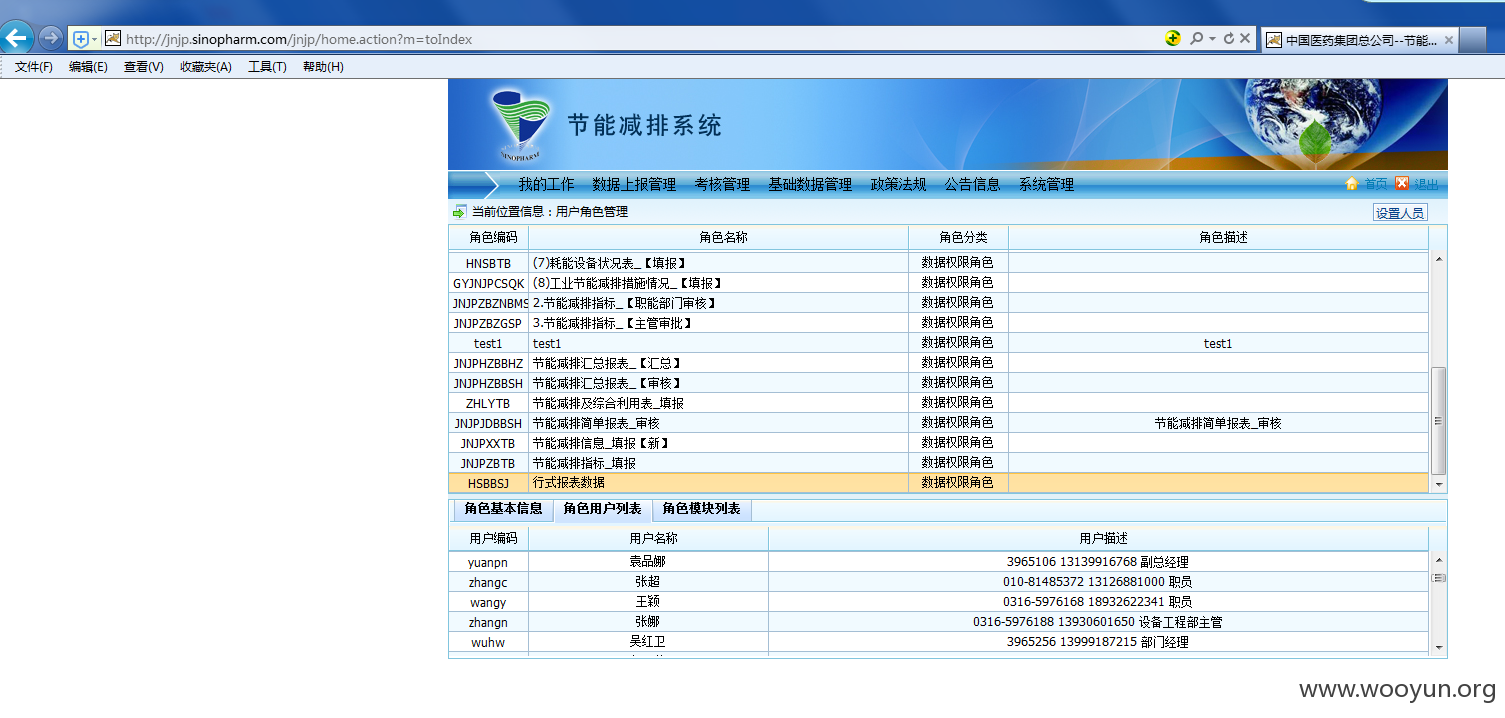 http://jnjp.sinopharm.com/jnjp/home.action?m=toIndex
中国医药集团总公司--节能...
文件(F) 编辑(E) 查看(V) 收藏夹(A) 工具(T) 帮助(H)
SINOPHARM
节能减排系统
我的工作 数据上报管理 考核管理 基础数据管理 政策法规 公告信息 系统管理 首页 退出
当前位置信息：用户角色管理 设置人员
角色编码 角色名称 角色分类 角色描述
HNSBTB (7)耗能设备状况表_【填报】 数据权限角色
GYJNJPCSQK (8)工业节能减排措施情况_【填报】 数据权限角色
JNJPZBZNBMS 2.节能减排指标_【职能部门审核】 数据权限角色
JNJPZBZGSP 3.节能减排指标_【主管审批】 数据权限角色
test1 test1 数据权限角色 test1
JNJPHZBBHZ 节能减排汇总报表_【汇总】 数据权限角色
JNJPHZBBSH 节能减排汇总报表_【审核】 数据权限角色
ZHLYTB 节能减排及综合利用表_填报 数据权限角色
JNJPJDBBSH 节能减排简单报表_审核 数据权限角色 节能减排简单报表_审核
JNJPXXTB 节能减排信息_填报【新】 数据权限角色
JNJPZBTB 节能减排指标_填报 数据权限角色
HSBBSJ 行式报表数据 数据权限角色
角色基本信息 角色用户列表 角色模块列表
用户编码 用户名称 用户描述
yuanpn 袁品娜 3965106 13139916768 副总经理
zhangc 张超 010-81485372 13126881000 职员
wangy 王颖 0316-5976168 18932622341 职员
zhangn 张娜 0316-5976188 13930601650 设备工程部主管
wuhw 吴红卫 3965256 13999187215 部门经理
www.wooyun.org